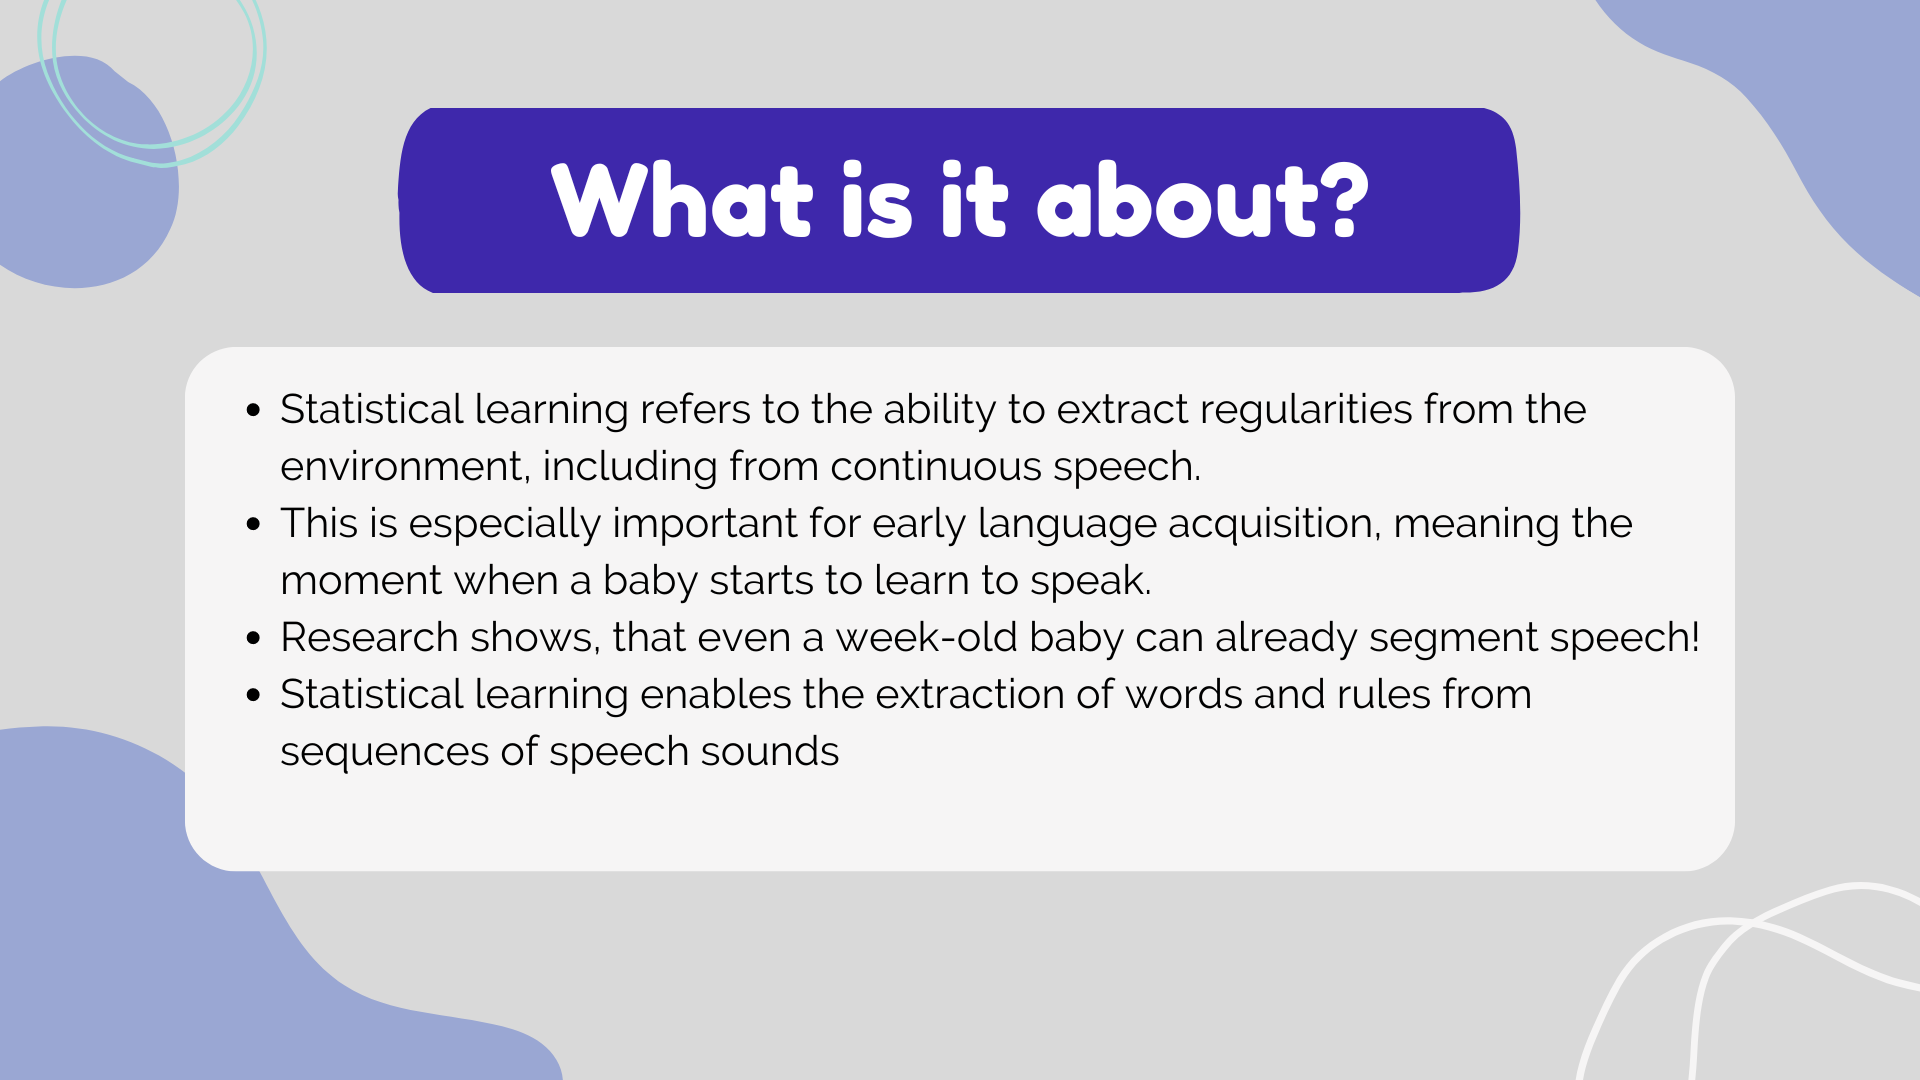 What is it about?
• Statistical learning refers to the ability to extract regularities from the
environment, including from continuous speech.
• This is especially important for early language acquisition, meaning the
moment when a baby starts to learn to speak.
• Research shows, that even a week-old baby can already segment speech!
• Statistical learning enables the extraction of words and rules from
sequences of speech sounds